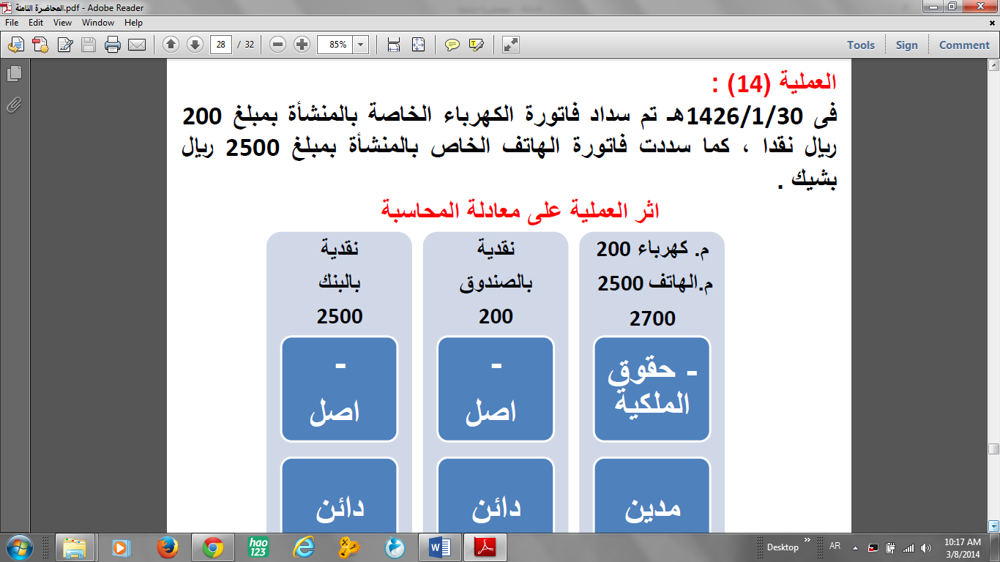 المحاضرة الثامنة.pdf - Adobe Reader
File Edit View Window Help
28 / 32 85% Tools Sign Comment
العملية (14) :
فى 1426/1/30هـ تم سداد فاتورة الكهرباء الخاصة بالمنشأة بمبلغ 200
ريال نقدا ، كما سددت فاتورة الهاتف الخاص بالمنشأة بمبلغ 2500 ريال
بشيك .
اثر العملية على معادلة المحاسبة
م. كهرباء 200
م.الهاتف 2500
2700
- حقوق
الملكية
مدين
نقدية
بالصندوق
200
-
اصل
دائن
نقدية
بالبنك
2500
-
اصل
دائن
hao
123
Desktop
AR
10:17 AM
3/8/2014